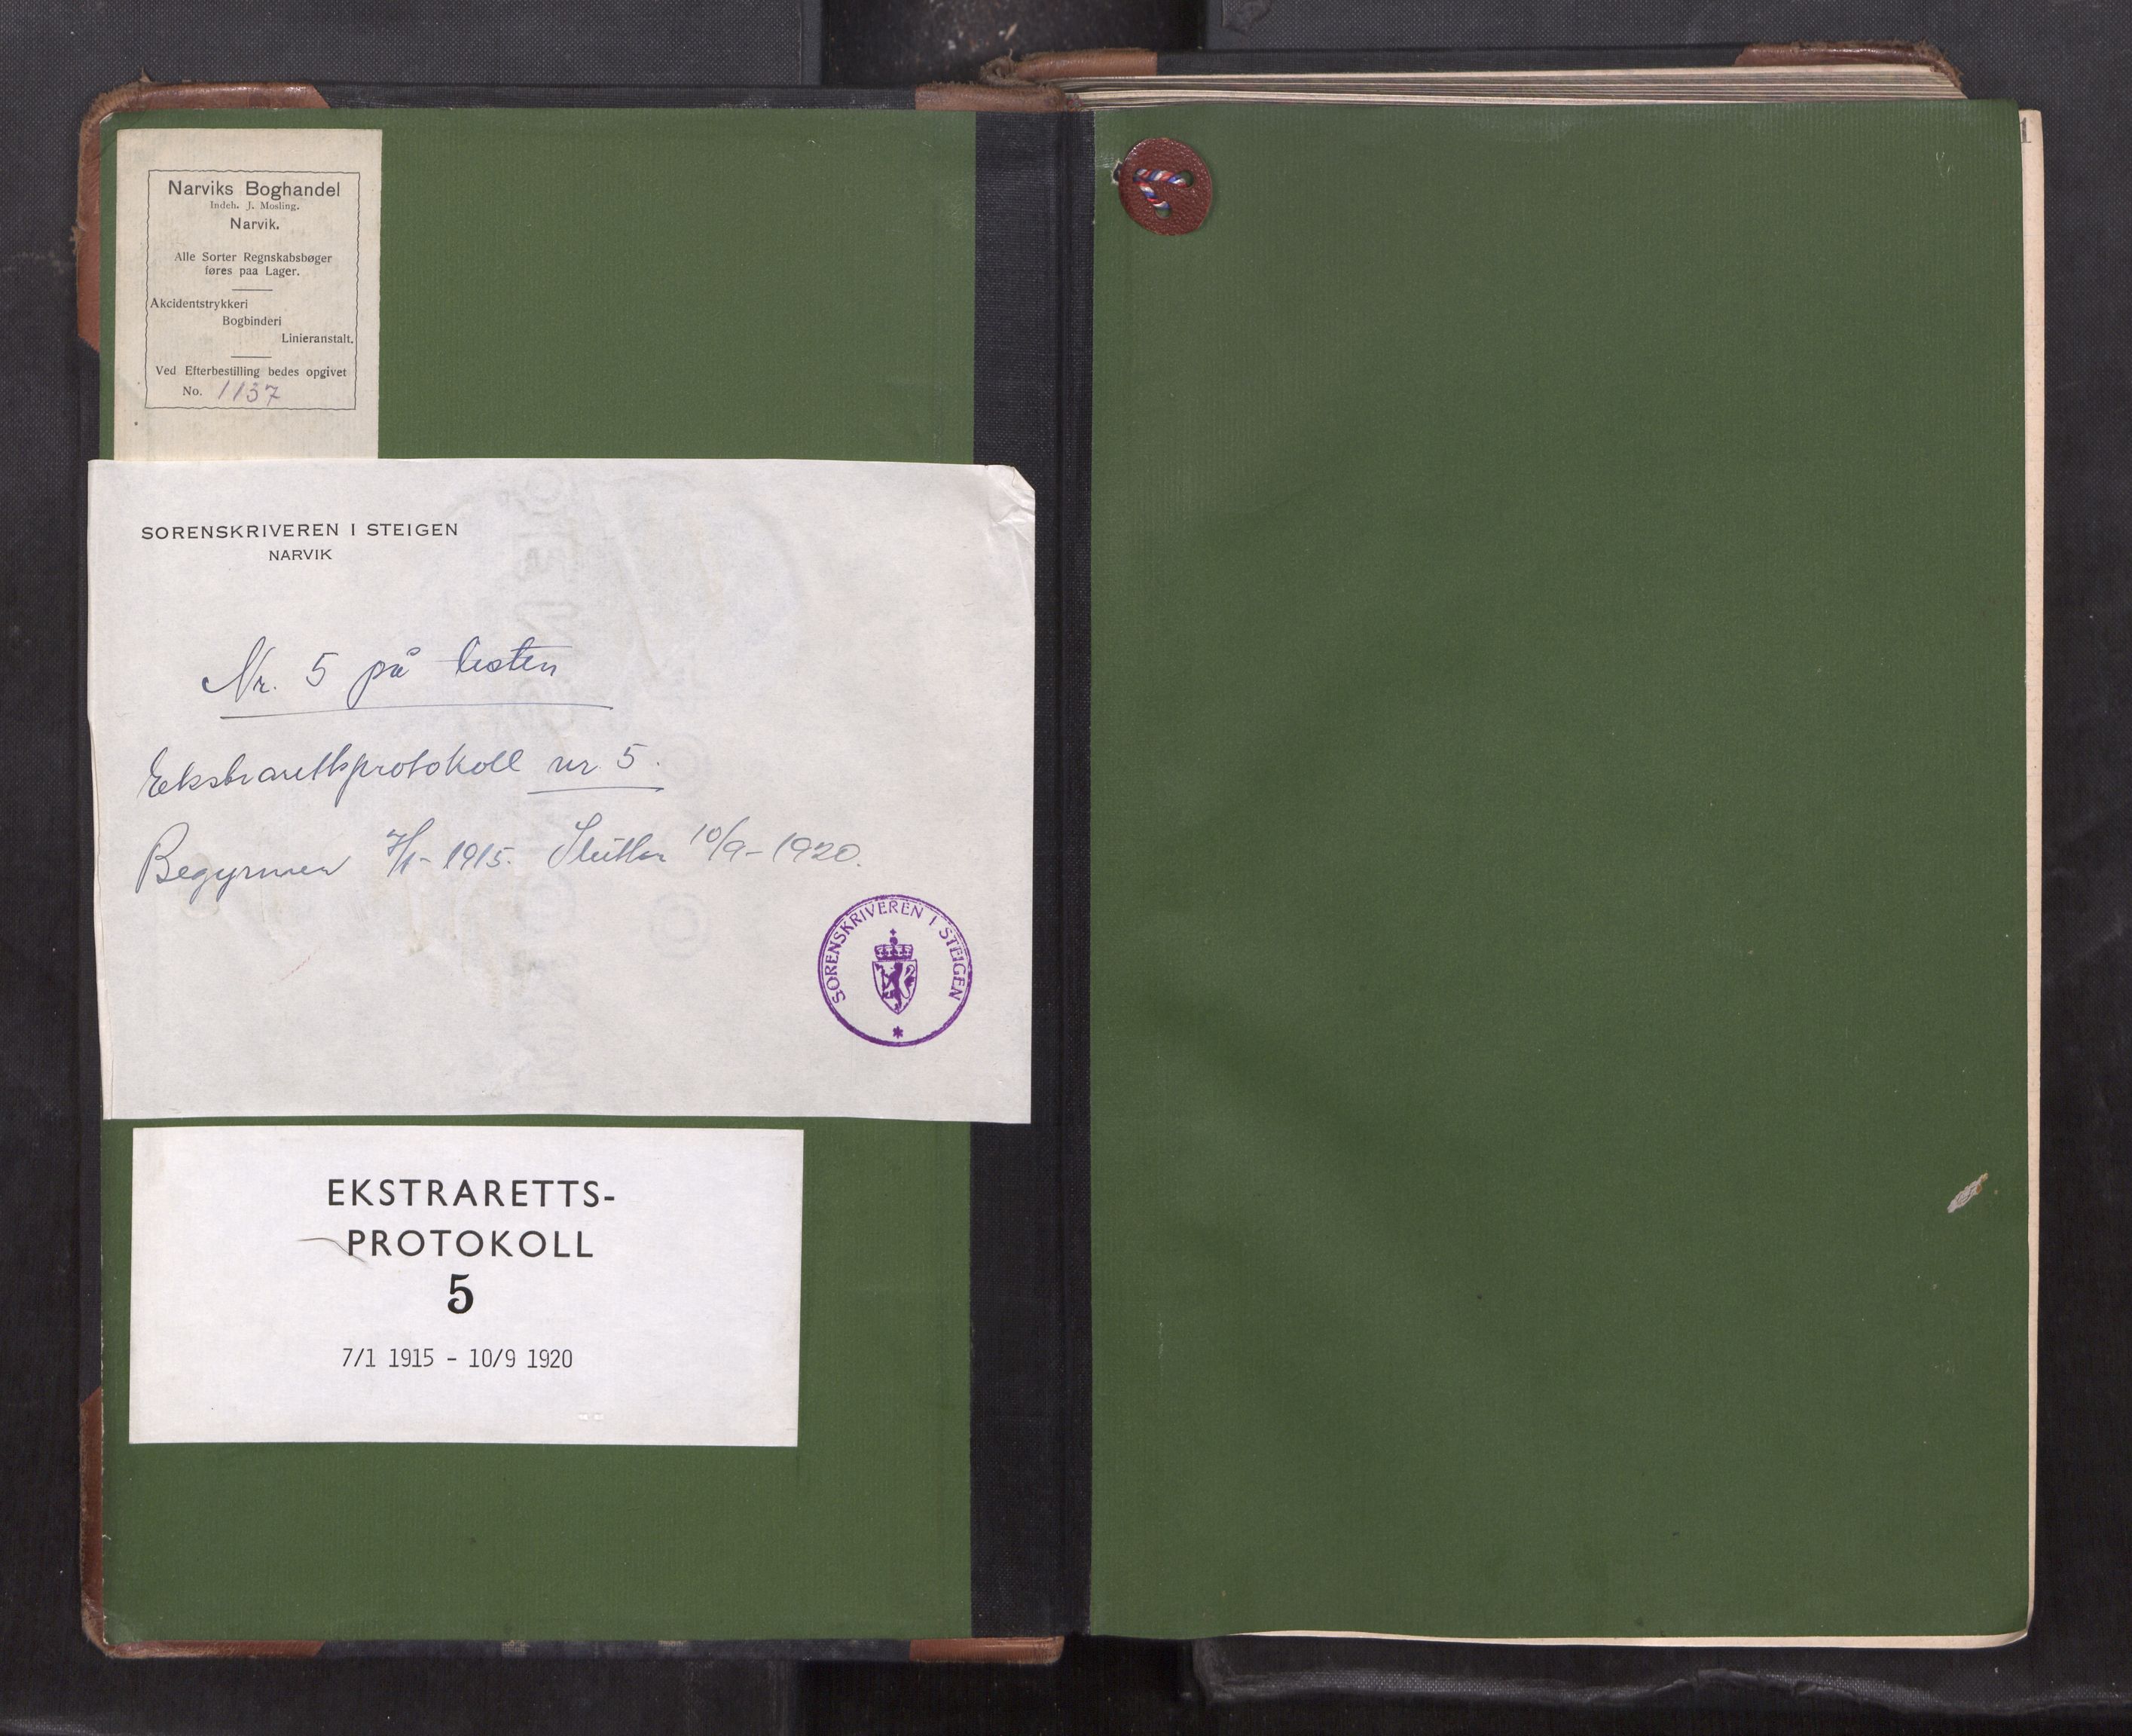 Narviks Boghandel
Indeh. J. Mosling.
Narvik.
Alle Sorter Regnskabsbøger
føres paa Lager.
Akcidentstrykkeri
Bogbinderi
Linieranstalt.
Ved Efterbestilling bedes opgivet
No. 1137
SORENSKRIVEREN I STEIGEN
NARVIK
Nr. 5 på listen
Ekstrarettsprotokoll nr 5.
Begynner 7/1-1915. Slutter 10/9-1920.
SORENSKRIVEREN I STEIGEN
*
EKSTRARETTS-
PROTOKOLL
5
7/1 1915 - 10/9 1920
1